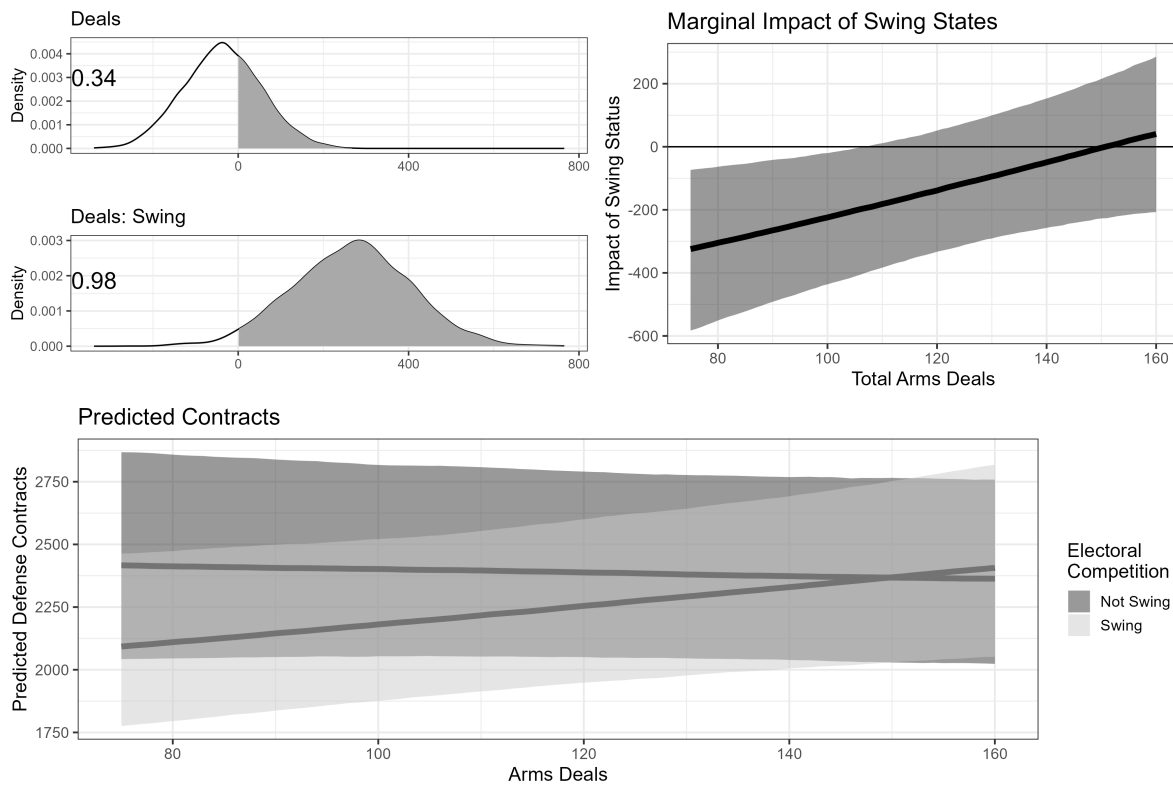 Deals
0.004
0.003
0.002
0.001
0.000
Density
0.34
0
400
800
Deals: Swing
0.003
0.002
0.001
0.000
Density
0.98
0
400
800
Marginal Impact of Swing States
200
0
-200
-400
-600
Impact of Swing Status
80
100
120
140
160
Total Arms Deals
Predicted Contracts
2750
2500
2250
2000
1750
Predicted Defense Contracts
80
100
120
140
160
Arms Deals
Electoral
Competition
Not Swing
Swing